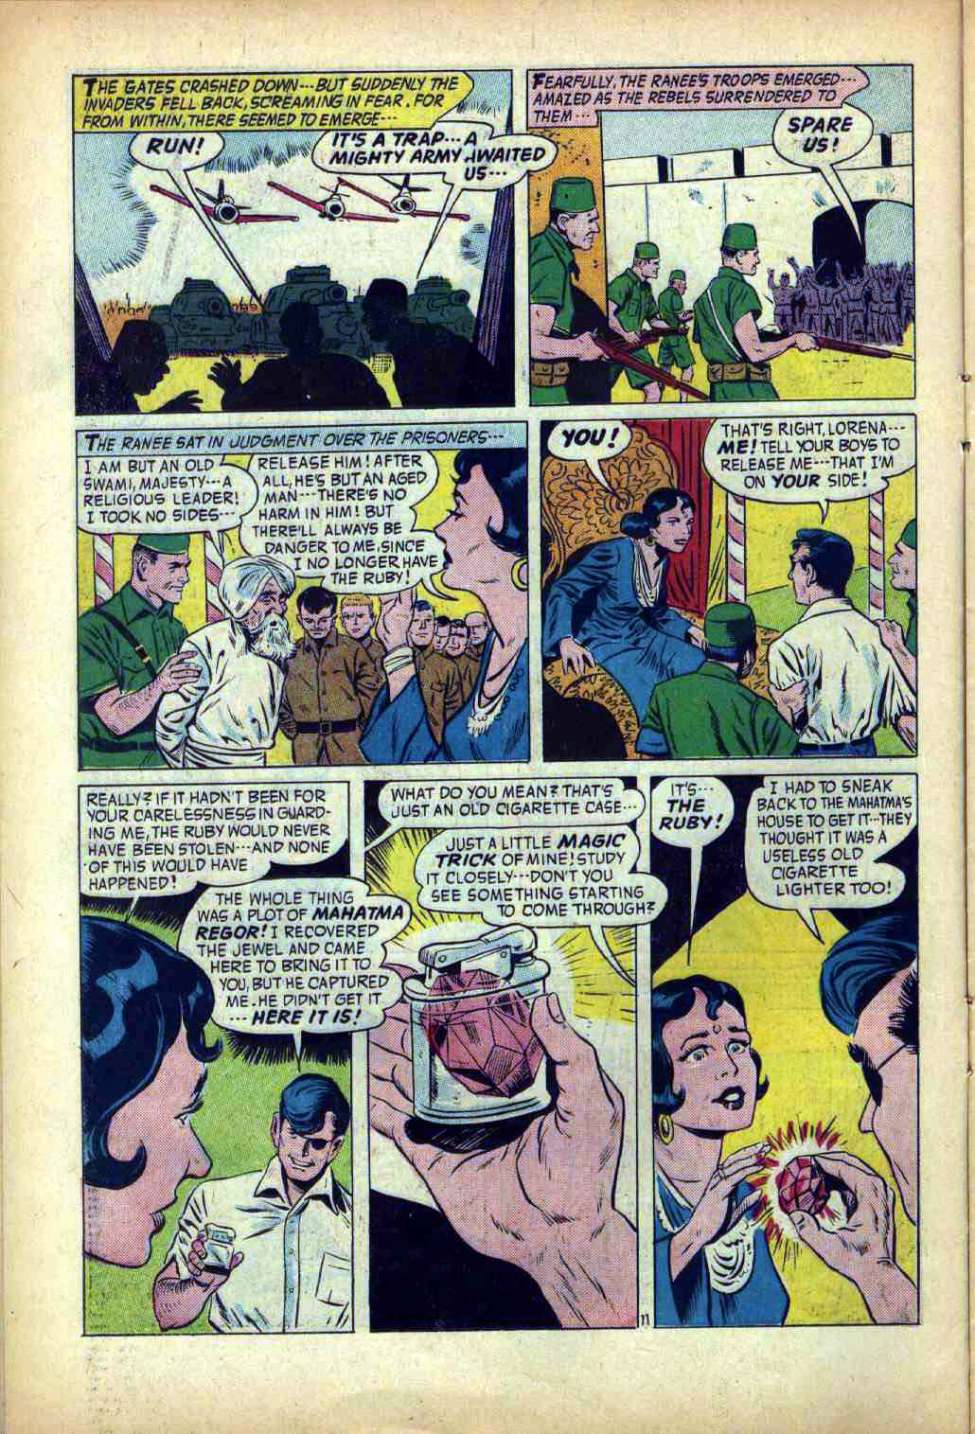 THE GATES CRASHED DOWN---BUT SUDDENLY THE
INVADERS FELL BACK, SCREAMING IN FEAR. FOR
FROM WITHIN, THERE SEEMED TO EMERGE---
RUN!
IT'S A TRAP---A
MIGHTY ARMY AWAITED
US---
FEARFULLY, THE RANEE'S TROOPS EMERGED---
AMAZED AS THE REBELS SURRENDERED TO
THEM---
SPARE
US!
THE RANEE SAT IN JUDGMENT OVER THE PRISONERS---
I AM BUT AN OLD
SWAMI, MAJESTY---A
RELIGIOUS LEADER!
I TOOK NO SIDES---
RELEASE HIM! AFTER
ALL, HE'S BUT AN AGED
MAN---THERE'S NO
HARM IN HIM! BUT
THERE'LL ALWAYS BE
DANGER TO ME, SINCE
I NO LONGER HAVE
THE RUBY!
YOU!
THAT'S RIGHT, LORENA---
ME! TELL YOUR BOYS TO
RELEASE ME---THAT I'M
ON YOUR SIDE!
REALLY? IF IT HADN'T BEEN FOR
YOUR CARELESSNESS IN GUARD-
ING ME, THE RUBY WOULD NEVER
HAVE BEEN STOLEN---AND NONE
OF THIS WOULD HAVE
HAPPENED!
THE WHOLE THING
WAS A PLOT OF MAHATMA
REGOR! I RECOVERED
THE JEWEL AND CAME
HERE TO BRING IT TO
YOU, BUT HE CAPTURED
ME. HE DIDN'T GET IT
---HERE IT IS!
WHAT DO YOU MEAN? THAT'S
JUST AN OLD CIGARETTE CASE---
JUST A LITTLE MAGIC
TRICK OF MINE! STUDY
IT CLOSELY---DON'T YOU
SEE SOMETHING STARTING
TO COME THROUGH?
IT'S---
THE
RUBY!
I HAD TO SNEAK
BACK TO THE MAHATMA'S
HOUSE TO GET IT--THEY
THOUGHT IT WAS A
USELESS OLD
CIGARETTE
LIGHTER TOO!
11